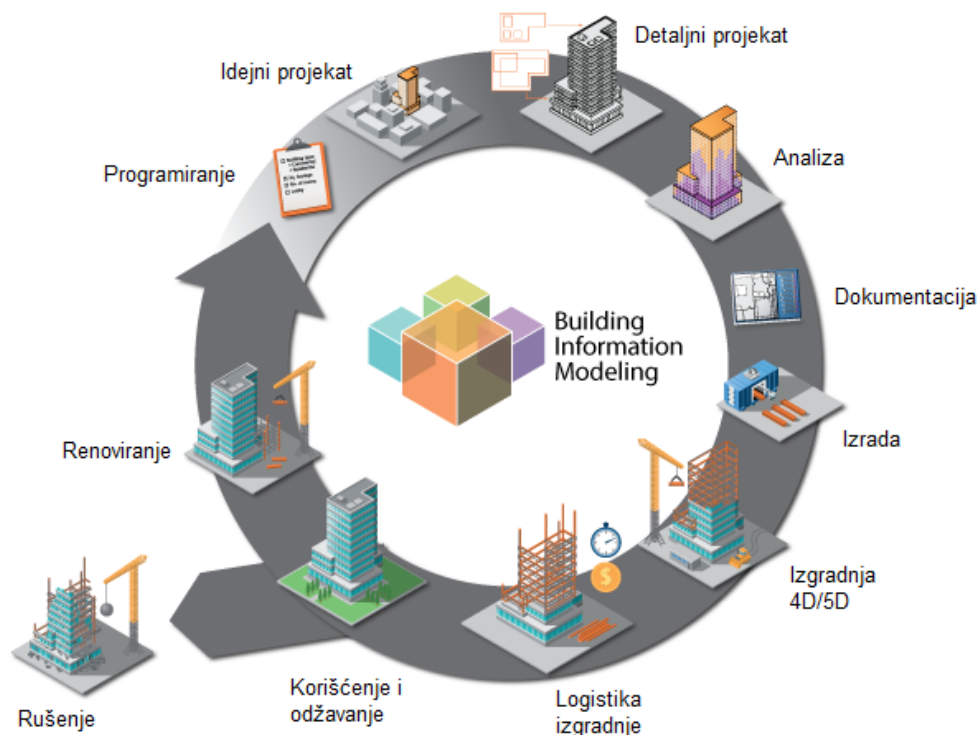 Detaljni projekat
Idejni projekat
Programiranje
Analiza
Dokumentacija
Building
Information
Modeling
Izrada
Renoviranje
$
Izgradnja
4D/5D
Korišćenje i
održavanje
Logistika
izgradnje
Rušenje